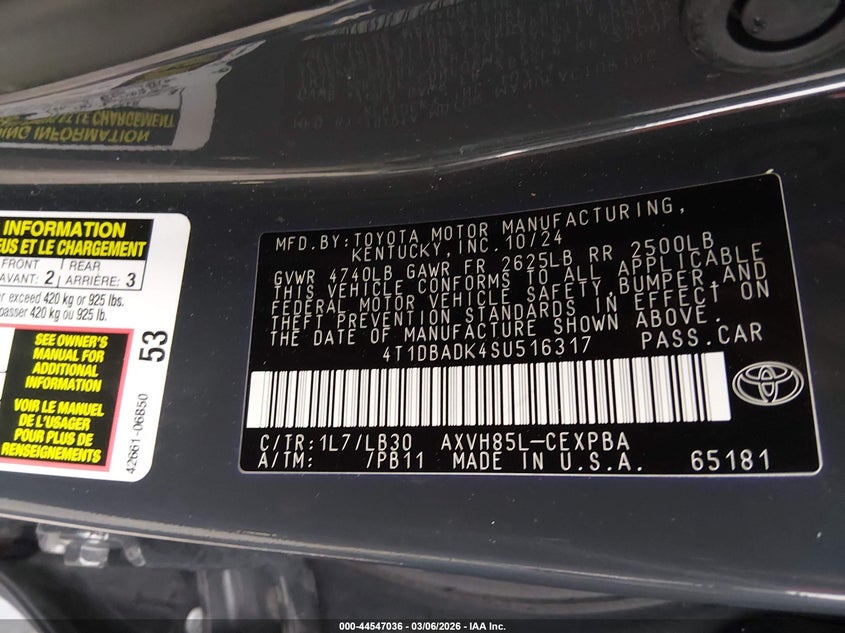 INFORMATION
EUS ET LE CHARGEMENT
FRONT
AVANT: 2
REAR
ARRIÈRE: 3
exceed 420 kg or 925 lbs.
passer 420 kg ou 925 lb.
SEE OWNER'S
MANUAL FOR
ADDITIONAL
INFORMATION
VOIR LE MANUEL
DE L'USAGER
POUR PLUS DE
RENSEIGNEMENTS
53
42661-06B50
MFD.BY:TOYOTA MOTOR MANUFACTURING,
KENTUCKY,INC.10/24
GVWR 4740LB GAWR FR 2625LB RR 2500LB
THIS VEHICLE CONFORMS TO ALL APPLICABLE
FEDERAL MOTOR VEHICLE SAFETY,BUMPER,AND
THEFT PREVENTION STANDARDS IN EFFECT ON
THE DATE OF MANUFACTURE SHOWN ABOVE.
4T1DBADK4SU516317 PASS.CAR
C/TR:1L7/LB30 AXVH85L-CEXPBA
A/TM: /PB11 MADE IN U.S.A. 65181
000-44547036 | 03/06/2026 - IAA Inc.